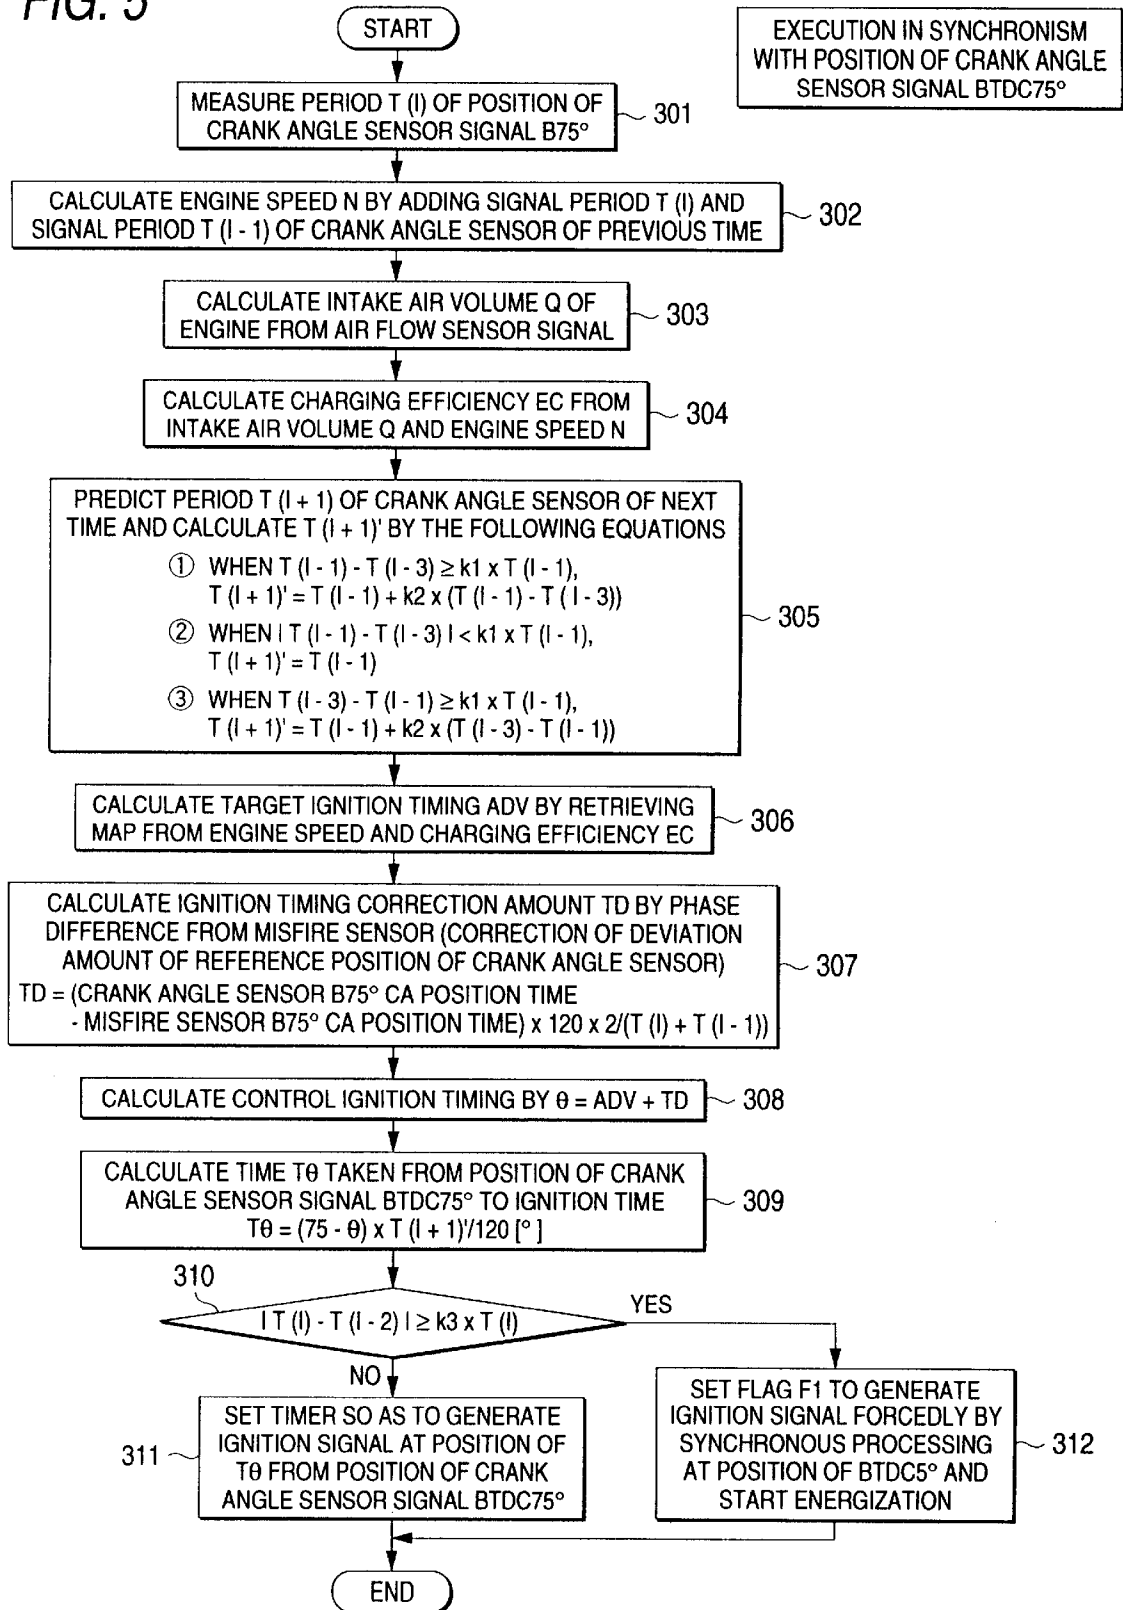 FIG. 5
START
EXECUTION IN SYNCHRONISM
WITH POSITION OF CRANK ANGLE
SENSOR SIGNAL BTDC75°
MEASURE PERIOD T (I) OF POSITION OF
CRANK ANGLE SENSOR SIGNAL B75°
301
CALCULATE ENGINE SPEED N BY ADDING SIGNAL PERIOD T (I) AND
SIGNAL PERIOD T (I - 1) OF CRANK ANGLE SENSOR OF PREVIOUS TIME
302
CALCULATE INTAKE AIR VOLUME Q OF
ENGINE FROM AIR FLOW SENSOR SIGNAL
303
CALCULATE CHARGING EFFICIENCY EC FROM
INTAKE AIR VOLUME Q AND ENGINE SPEED N
304
PREDICT PERIOD T (I + 1) OF CRANK ANGLE SENSOR OF NEXT
TIME AND CALCULATE T (I + 1)' BY THE FOLLOWING EQUATIONS
① WHEN T (I - 1) - T (I - 3) ≥ k1 x T (I - 1),
T (I + 1)' = T (I - 1) + k2 x (T (I - 1) - T ( I - 3))
② WHEN I T (I - 1) - T (I - 3) I < k1 x T (I - 1),
T (I + 1)' = T (I - 1)
③ WHEN T (I - 3) - T (I - 1) ≥ k1 x T (I - 1),
T (I + 1)' = T (I - 1) + k2 x (T (I - 3) - T (I - 1))
305
CALCULATE TARGET IGNITION TIMING ADV BY RETRIEVING
MAP FROM ENGINE SPEED AND CHARGING EFFICIENCY EC
306
CALCULATE IGNITION TIMING CORRECTION AMOUNT TD BY PHASE
DIFFERENCE FROM MISFIRE SENSOR (CORRECTION OF DEVIATION
AMOUNT OF REFERENCE POSITION OF CRANK ANGLE SENSOR)
TD = (CRANK ANGLE SENSOR B75° CA POSITION TIME
- MISFIRE SENSOR B75° CA POSITION TIME) x 120 x 2/(T (I) + T (I - 1))
307
CALCULATE CONTROL IGNITION TIMING BY θ = ADV + TD
308
CALCULATE TIME Tθ TAKEN FROM POSITION OF CRANK
ANGLE SENSOR SIGNAL BTDC75° TO IGNITION TIME
Tθ = (75 - θ) x T (I + 1)'/120 [° ]
309
310
I T (I) - T (I - 2) I ≥ k3 x T (I)
YES
NO
SET TIMER SO AS TO GENERATE
IGNITION SIGNAL AT POSITION OF
Tθ FROM POSITION OF CRANK
ANGLE SENSOR SIGNAL BTDC75°
311
SET FLAG F1 TO GENERATE
IGNITION SIGNAL FORCEDLY BY
SYNCHRONOUS PROCESSING
AT POSITION OF BTDC5° AND
START ENERGIZATION
312
END